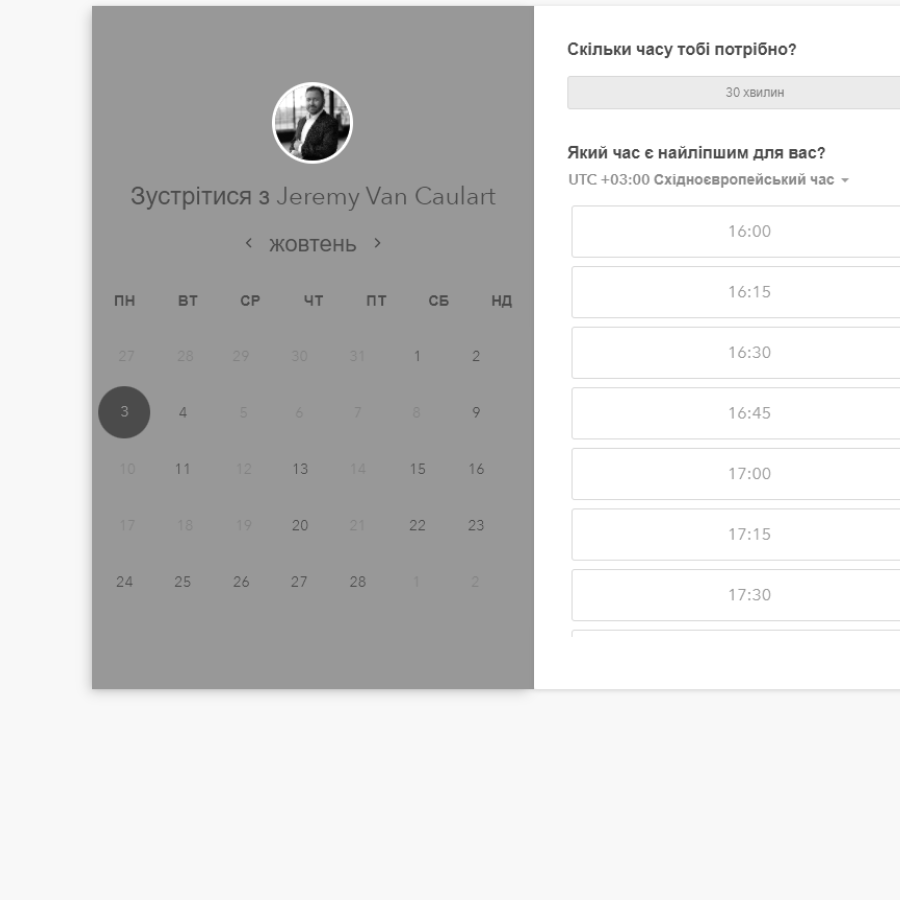 Зустрітися з Jeremy Van Caulart
жовтень
ПН ВТ СР ЧТ ПТ СБ НД
27 28 29 30 31 1 2
3 4 5 6 7 8 9
10 11 12 13 14 15 16
17 18 19 20 21 22 23
24 25 26 27 28 1 2
Скільки часу тобі потрібно?
30 хвилин
Який час є найліпшим для вас?
UTC +03:00 Східноєвропейський час
16:00
16:15
16:30
16:45
17:00
17:15
17:30